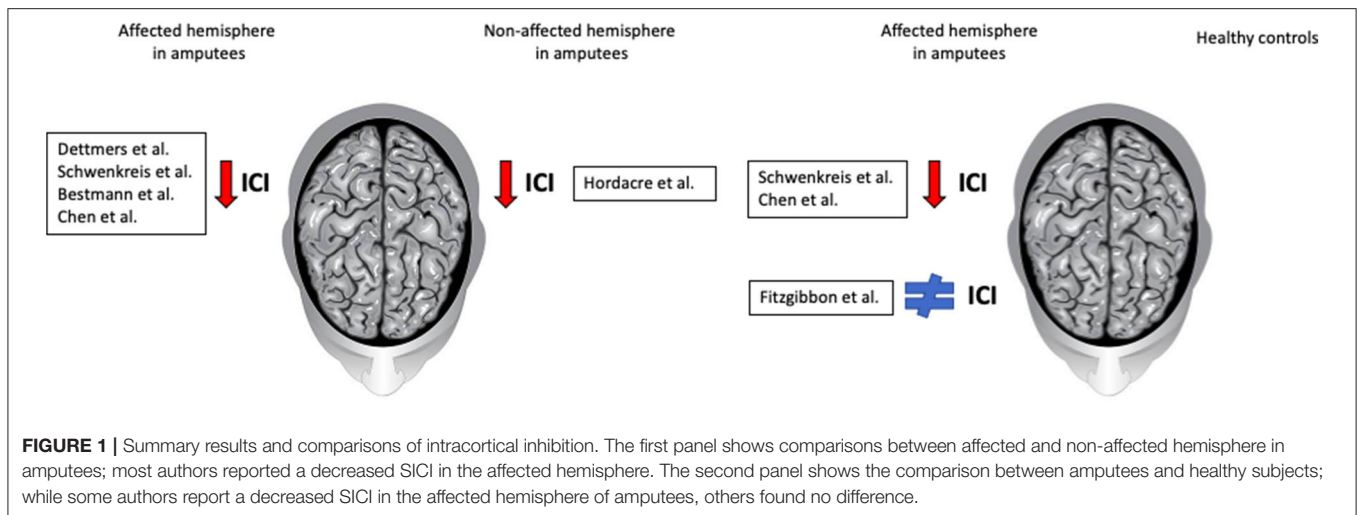 Affected hemisphere
in amputees
Non-affected hemisphere
in amputees
Affected hemisphere
in amputees
Healthy controls
Dettmers et al.
Schwenkreis et al.
Bestmann et al.
Chen et al.
ICI
ICI
Hordacre et al.
Schwenkreis et al.
Chen et al.
ICI
Fitzgibbon et al.
ICI
FIGURE 1 | Summary results and comparisons of intracortical inhibition. The first panel shows comparisons between affected and non-affected hemisphere in
amputees; most authors reported a decreased SICI in the affected hemisphere. The second panel shows the comparison between amputees and healthy subjects;
while some authors report a decreased SICI in the affected hemisphere of amputees, others found no difference.